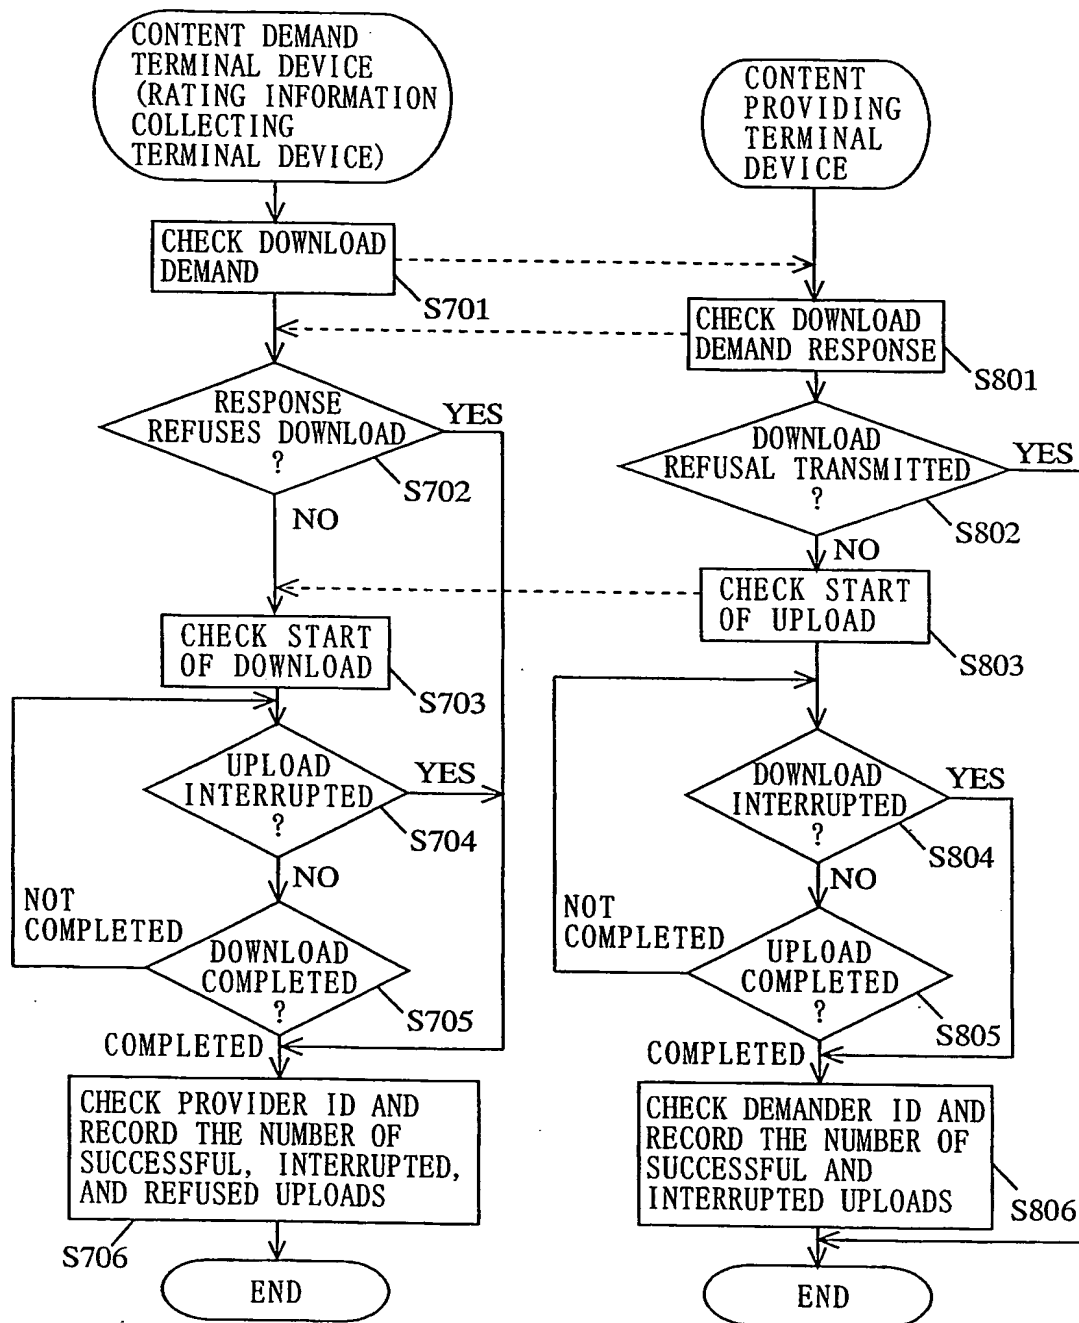 CONTENT DEMAND
TERMINAL DEVICE
(RATING INFORMATION
COLLECTING
TERMINAL DEVICE)
CHECK DOWNLOAD
DEMAND
S701
RESPONSE
REFUSES DOWNLOAD
?
YES
S702
NO
CHECK START
OF DOWNLOAD
S703
UPLOAD
INTERRUPTED
?
YES
S704
NO
NOT
COMPLETED
DOWNLOAD
COMPLETED
?
S705
COMPLETED
CHECK PROVIDER ID AND
RECORD THE NUMBER OF
SUCCESSFUL, INTERRUPTED,
AND REFUSED UPLOADS
S706
END
CONTENT
PROVIDING
TERMINAL
DEVICE
CHECK DOWNLOAD
DEMAND RESPONSE
S801
DOWNLOAD
REFUSAL TRANSMITTED
?
YES
S802
NO
CHECK START
OF UPLOAD
S803
DOWNLOAD
INTERRUPTED
?
YES
S804
NO
NOT
COMPLETED
UPLOAD
COMPLETED
?
S805
COMPLETED
CHECK DEMANDER ID AND
RECORD THE NUMBER OF
SUCCESSFUL AND
INTERRUPTED UPLOADS
S806
END